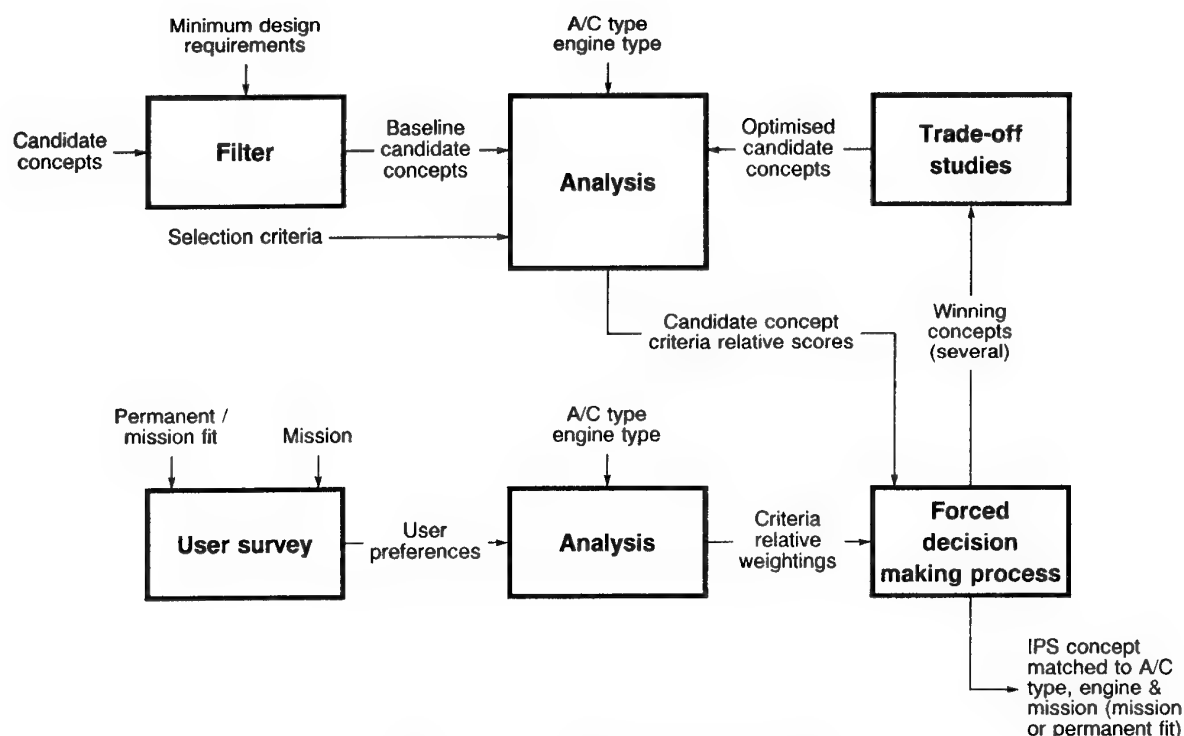 Minimum design
requirements
A/C type
engine type
Candidate
concepts
Filter
Baseline
candidate
concepts
Analysis
Optimised
candidate
concepts
Trade-off
studies
Selection criteria
Candidate concept
criteria relative scores
Winning
concepts
(several)
Permanent /
mission fit
Mission
A/C type
engine type
User survey
User
preferences
Analysis
Criteria
relative
weightings
Forced
decision
making process
IPS concept
matched to A/C
type, engine &
mission (mission
or permanent fit)